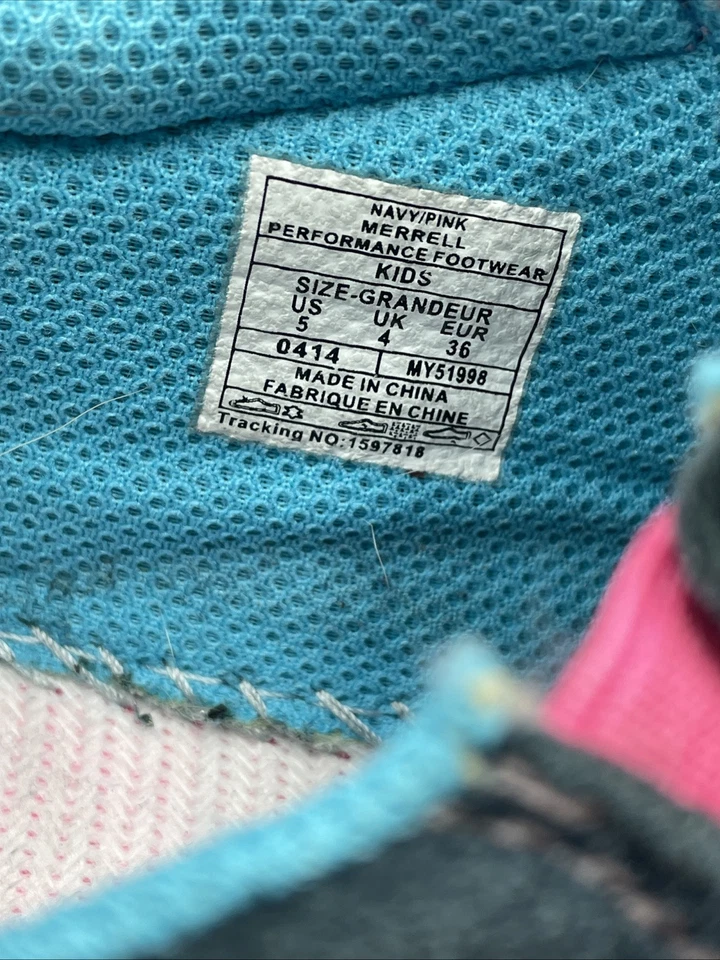 NAVY/PINK
MERRELL
PERFORMANCE FOOTWEAR
KIDS
SIZE-GRANDEUR
US UK EUR
5 4 36
0414 MY51998
MADE IN CHINA
FABRIQUE EN CHINE
Tracking NO:1597818